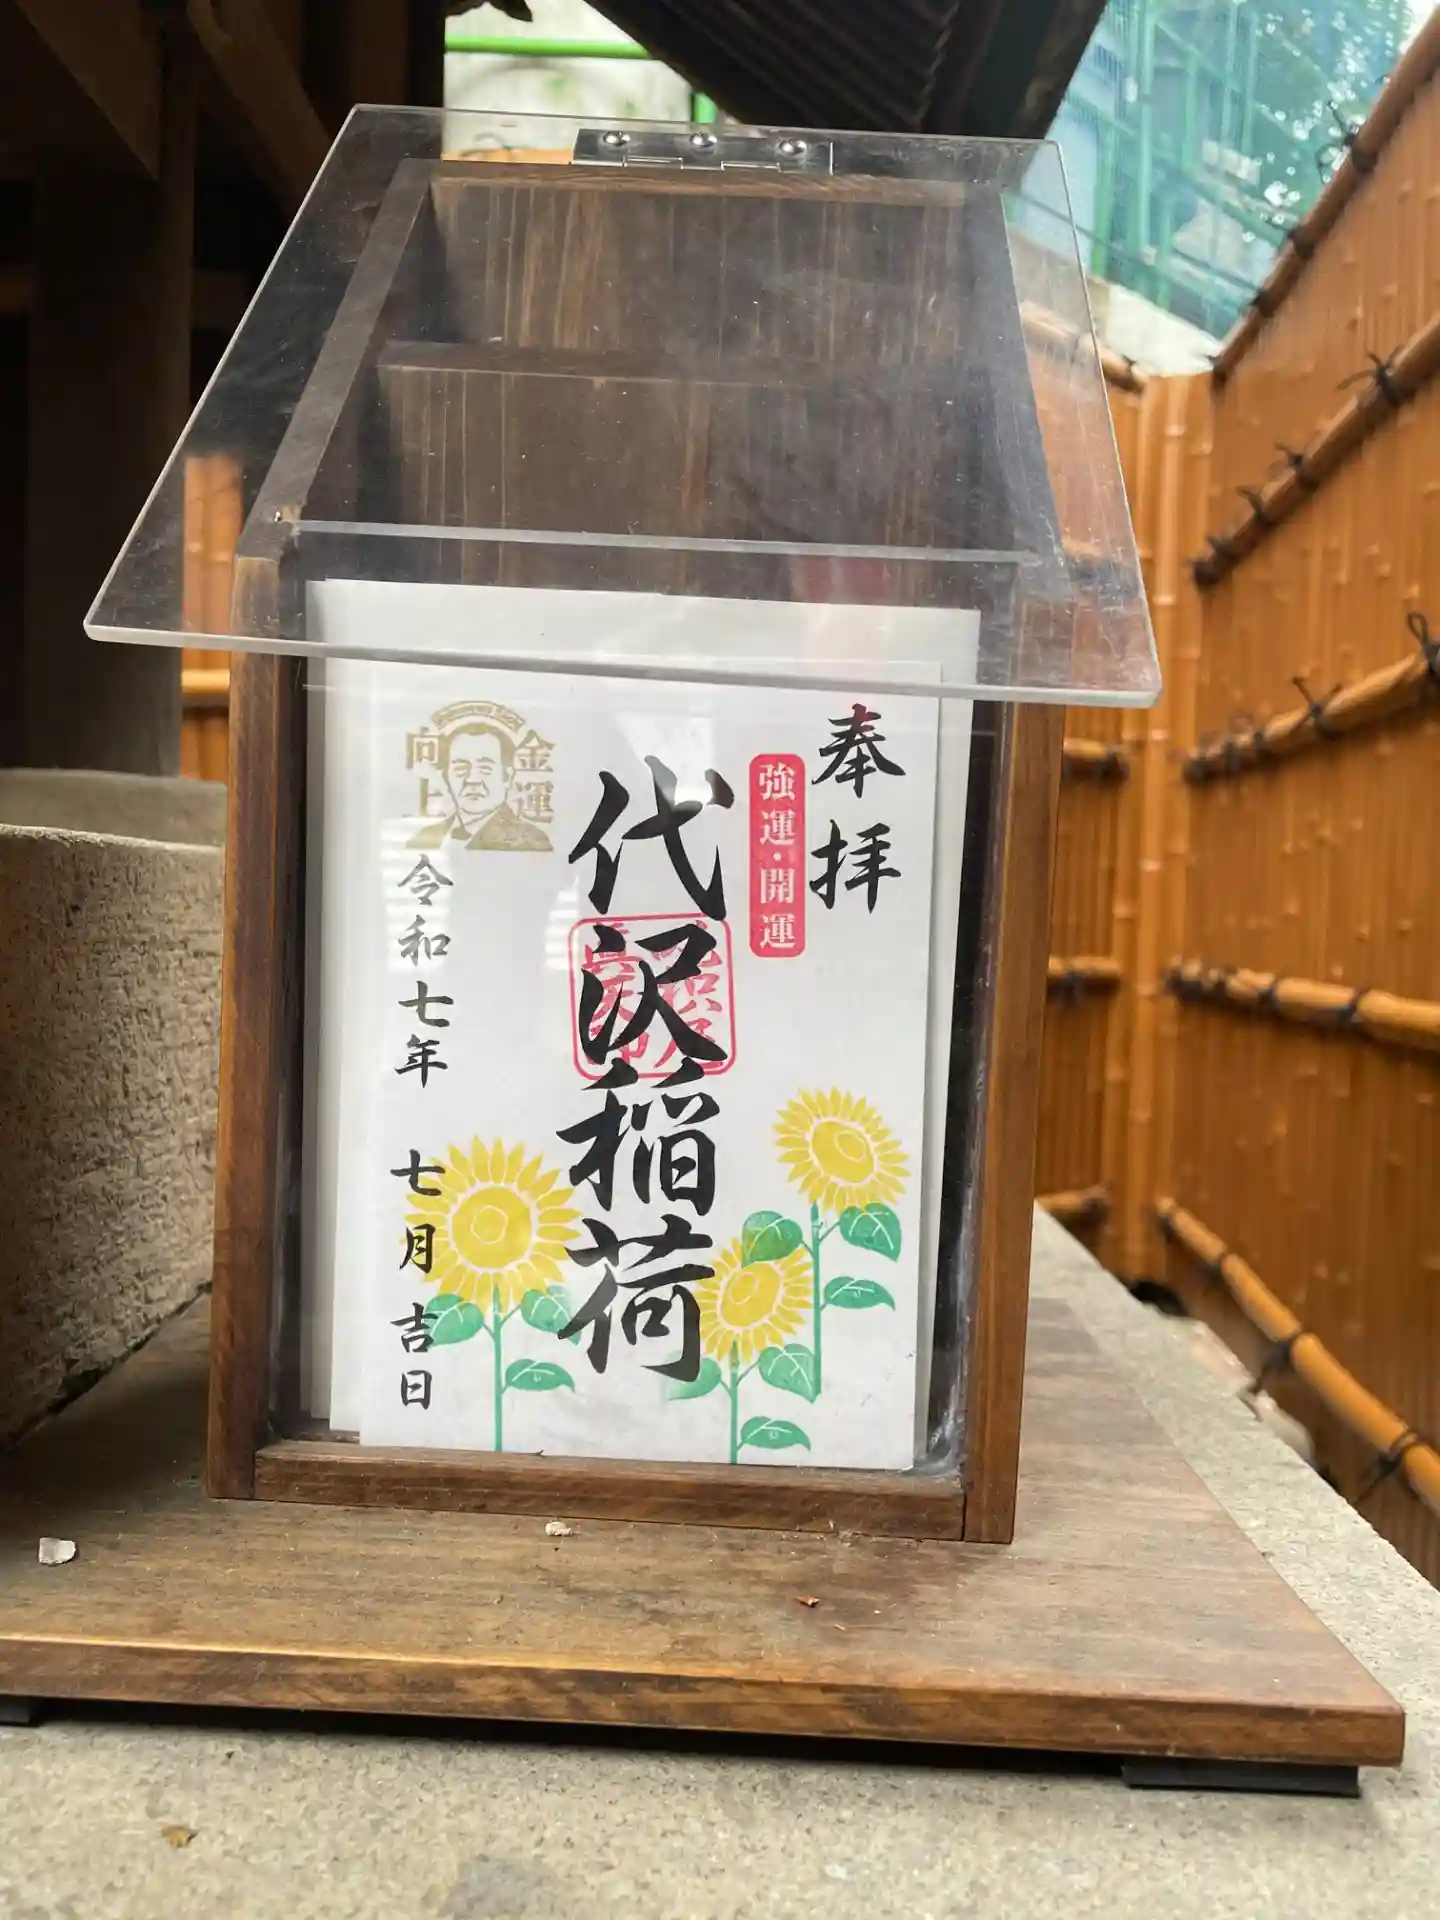 奉拝
強運・開運
代沢稲荷
金運
向上
令和七年 七月 吉日